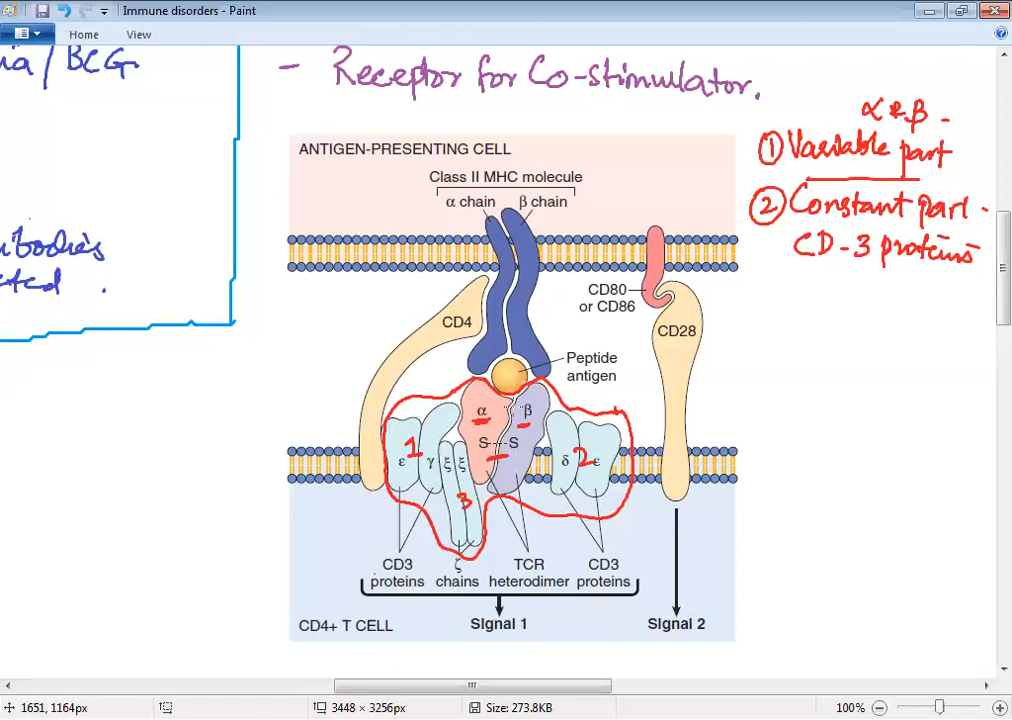 Immune disorders - Paint
Home View
/ BCG
- Receptor for Co-stimulator.
α & β -
① Variable part
② Constant part -
CD-3 proteins
ANTIGEN-PRESENTING CELL
Class II MHC molecule
α chain β chain
CD80
or CD86
CD4
CD28
Peptide
antigen
α β
S---S
1 2 3
ε γ ξ ξ δ ε
CD3
proteins
ζ
chains
TCR
heterodimer
CD3
proteins
CD4+ T CELL
Signal 1
Signal 2
1651, 1164px
3448 × 3256px
Size: 273.8KB
100%